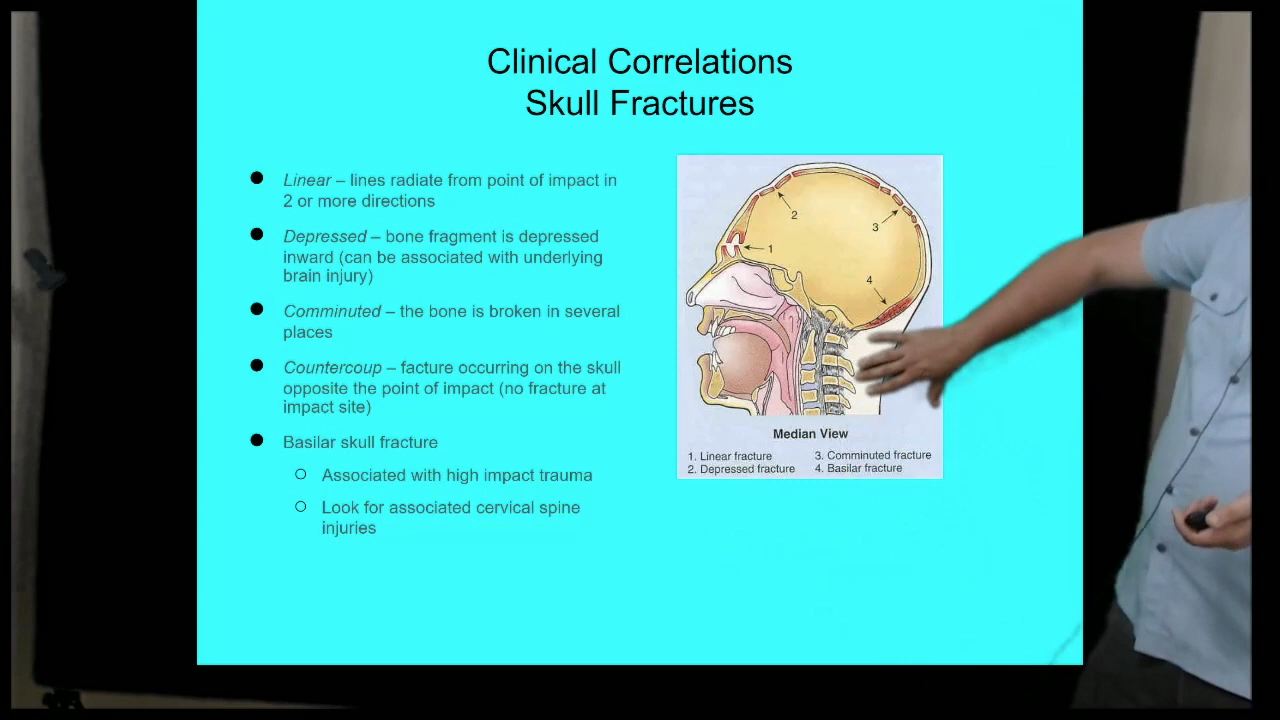 Clinical Correlations
Skull Fractures
● Linear – lines radiate from point of impact in
2 or more directions
● Depressed – bone fragment is depressed
inward (can be associated with underlying
brain injury)
● Comminuted – the bone is broken in several
places
● Countercoup – facture occurring on the skull
opposite the point of impact (no fracture at
impact site)
● Basilar skull fracture
○ Associated with high impact trauma
○ Look for associated cervical spine
injuries
2
3
1
4
Median View
1. Linear fracture
2. Depressed fracture
3. Comminuted fracture
4. Basilar fracture